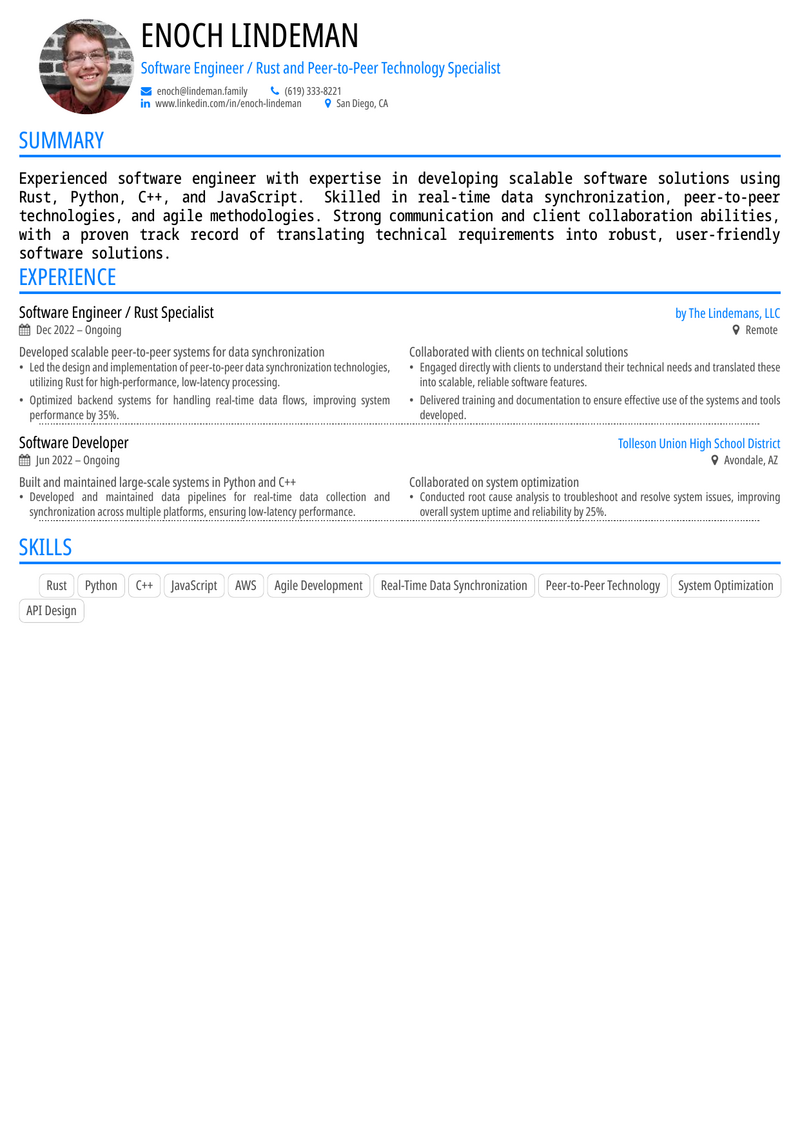 ENOCH LINDEMAN
Software Engineer / Rust and Peer-to-Peer Technology Specialist
enoch@lindeman.family (619) 333-8221
www.linkedin.com/in/enoch-lindeman San Diego, CA
SUMMARY
Experienced software engineer with expertise in developing scalable software solutions using
Rust, Python, C++, and JavaScript. Skilled in real-time data synchronization, peer-to-peer
technologies, and agile methodologies. Strong communication and client collaboration abilities,
with a proven track record of translating technical requirements into robust, user-friendly
software solutions.
EXPERIENCE
Software Engineer / Rust Specialist by The Lindemans, LLC
Dec 2022 – Ongoing Remote
Developed scalable peer-to-peer systems for data synchronization
• Led the design and implementation of peer-to-peer data synchronization technologies,
utilizing Rust for high-performance, low-latency processing.
• Optimized backend systems for handling real-time data flows, improving system
performance by 35%.
Collaborated with clients on technical solutions
• Engaged directly with clients to understand their technical needs and translated these
into scalable, reliable software features.
• Delivered training and documentation to ensure effective use of the systems and tools
developed.
Software Developer Tolleson Union High School District
Jun 2022 – Ongoing Avondale, AZ
Built and maintained large-scale systems in Python and C++
• Developed and maintained data pipelines for real-time data collection and
synchronization across multiple platforms, ensuring low-latency performance.
Collaborated on system optimization
• Conducted root cause analysis to troubleshoot and resolve system issues, improving
overall system uptime and reliability by 25%.
SKILLS
Rust Python C++ JavaScript AWS Agile Development Real-Time Data Synchronization Peer-to-Peer Technology System Optimization
API Design